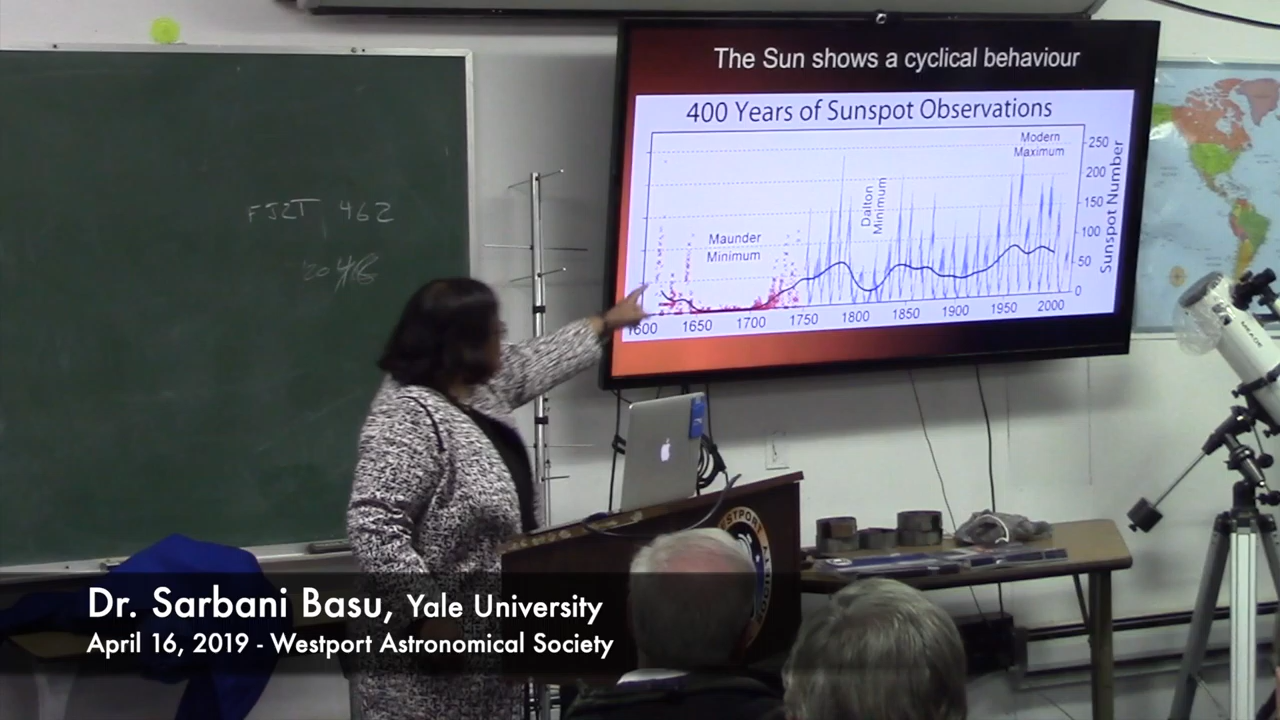 The Sun shows a cyclical behaviour
400 Years of Sunspot Observations
Modern
Maximum
Dalton
Minimum
Maunder
Minimum
250
200
150
100
50
0
Sunspot Number
1600 1650 1700 1750 1800 1850 1900 1950 2000
462
WESTPORT
Dr. Sarbani Basu, Yale University
April 16, 2019 - Westport Astronomical Society